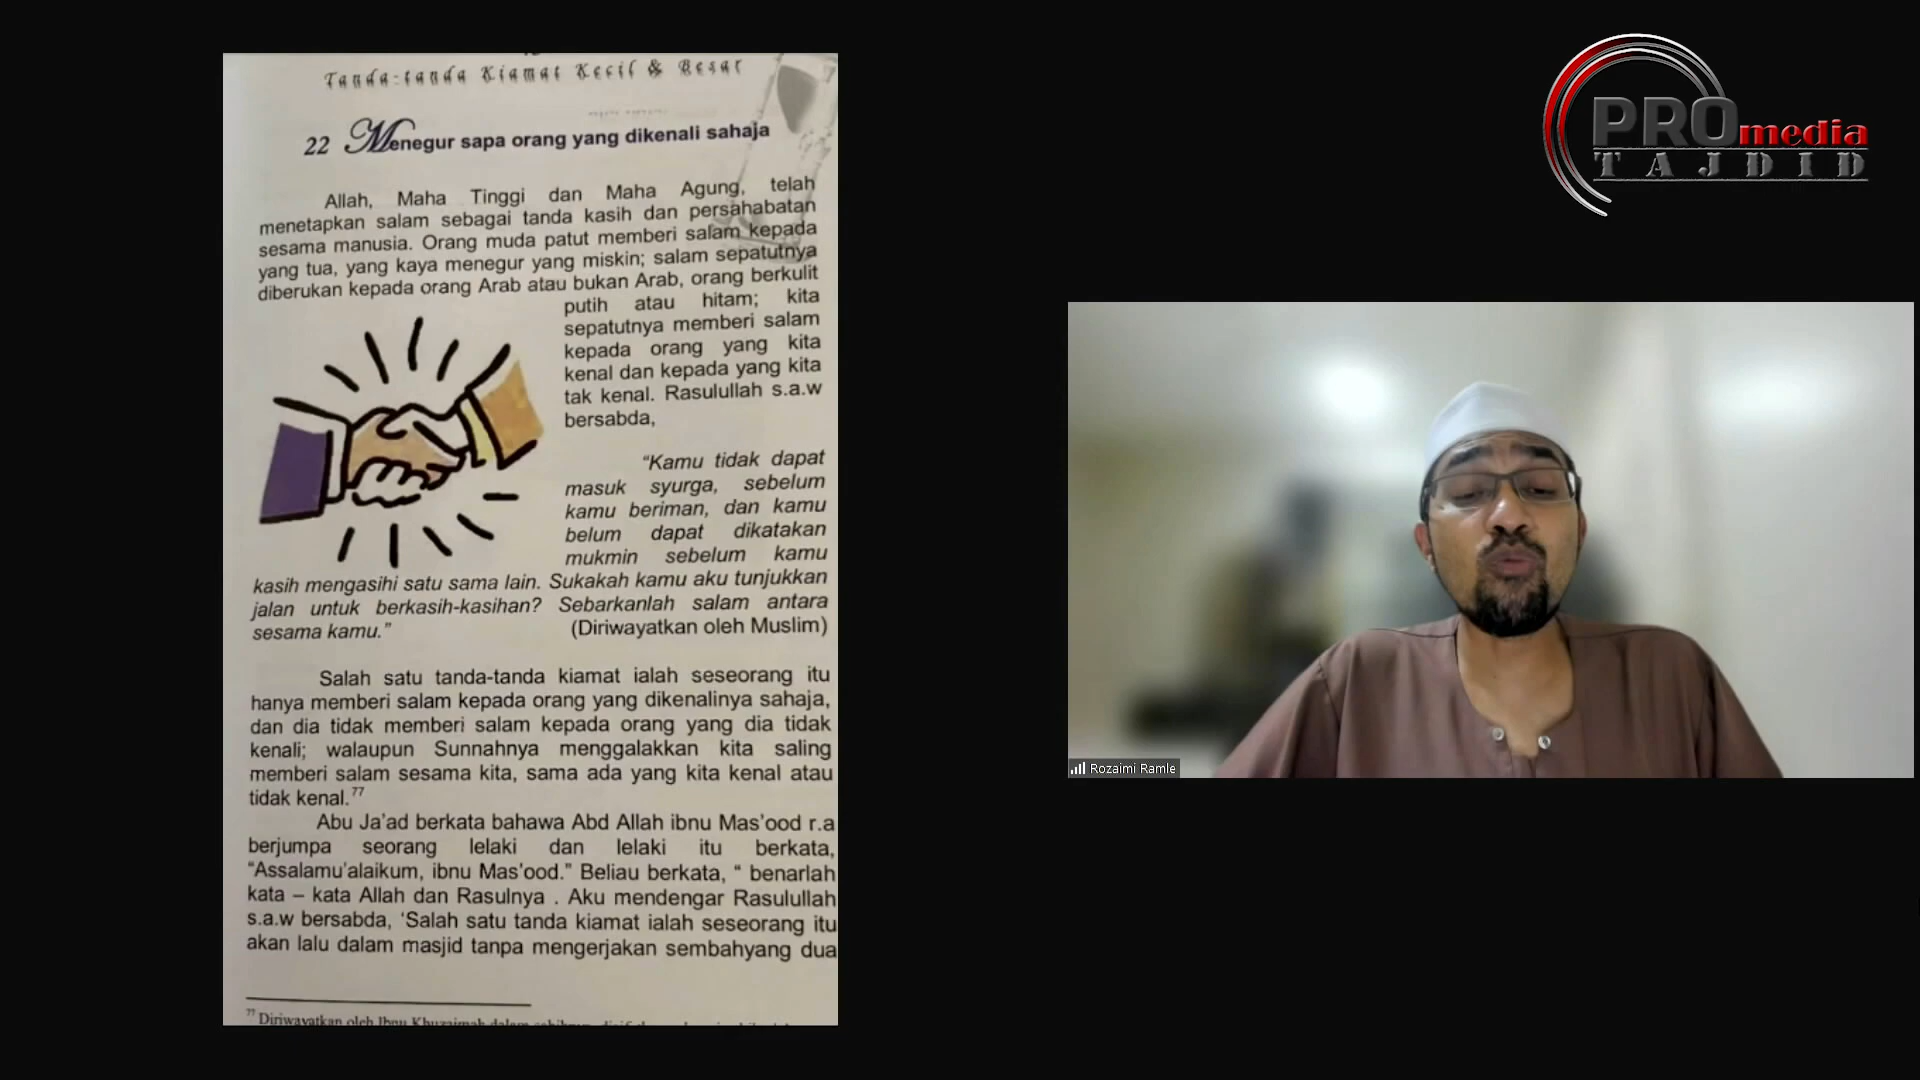 Tanda-tanda Kiamat Kecil & Besar
22 Menegur sapa orang yang dikenali sahaja
Allah, Maha Tinggi dan Maha Agung, telah
menetapkan salam sebagai tanda kasih dan persahabatan
sesama manusia. Orang muda patut memberi salam kepada
yang tua, yang kaya menegur yang miskin; salam sepatutnya
diberukan kepada orang Arab atau bukan Arab, orang berkulit
putih atau hitam; kita
sepatutnya memberi salam
kepada orang yang kita
kenal dan kepada yang kita
tak kenal. Rasulullah s.a.w
bersabda,
“Kamu tidak dapat
masuk syurga, sebelum
kamu beriman, dan kamu
belum dapat dikatakan
mukmin sebelum kamu
kasih mengasihi satu sama lain. Sukakah kamu aku tunjukkan
jalan untuk berkasih-kasihan? Sebarkanlah salam antara
sesama kamu.” (Diriwayatkan oleh Muslim)
Salah satu tanda-tanda kiamat ialah seseorang itu
hanya memberi salam kepada orang yang dikenalinya sahaja,
dan dia tidak memberi salam kepada orang yang dia tidak
kenali; walaupun Sunnahnya menggalakkan kita saling
memberi salam sesama kita, sama ada yang kita kenal atau
tidak kenal.77
Abu Ja’ad berkata bahawa Abd Allah ibnu Mas’ood r.a
berjumpa seorang lelaki dan lelaki itu berkata,
“Assalamu’alaikum, ibnu Mas’ood.” Beliau berkata, “ benarlah
kata – kata Allah dan Rasulnya . Aku mendengar Rasulullah
s.a.w bersabda, ‘Salah satu tanda kiamat ialah seseorang itu
akan lalu dalam masjid tanpa mengerjakan sembahyang dua
77 Diriwayatkan oleh Ibnu Khuzaimah dalam
PROmedia
TAJDID
Rozaimi Ramle